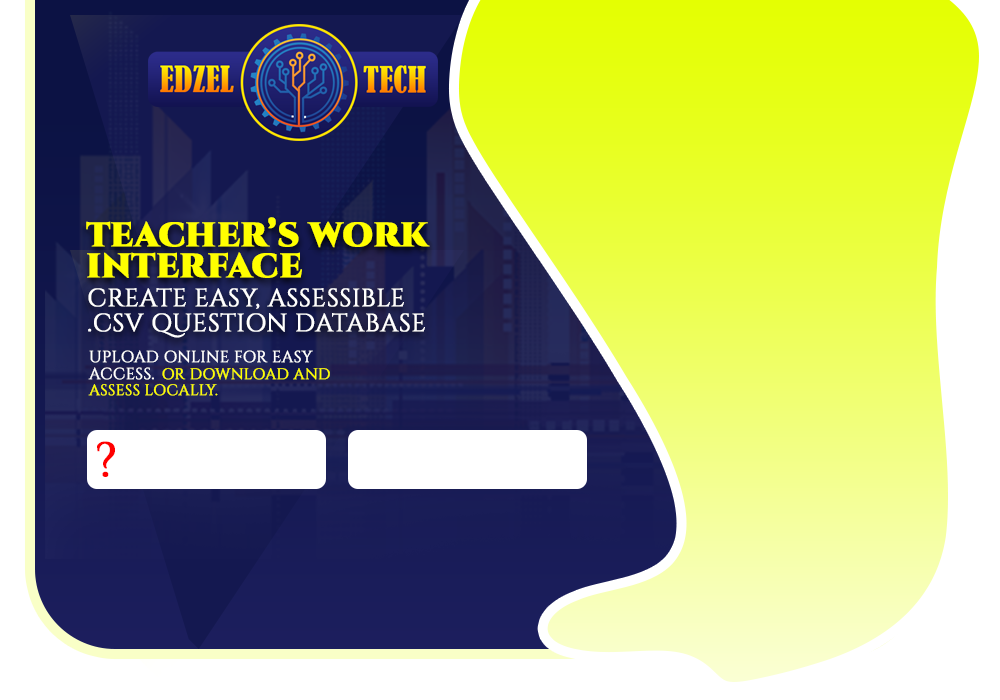 EDZEL TECH
TEACHER'S WORK
INTERFACE
CREATE EASY, ASSESSIBLE
.CSV QUESTION DATABASE
UPLOAD ONLINE FOR EASY
ACCESS. OR DOWNLOAD AND
ASSESS LOCALLY.
?